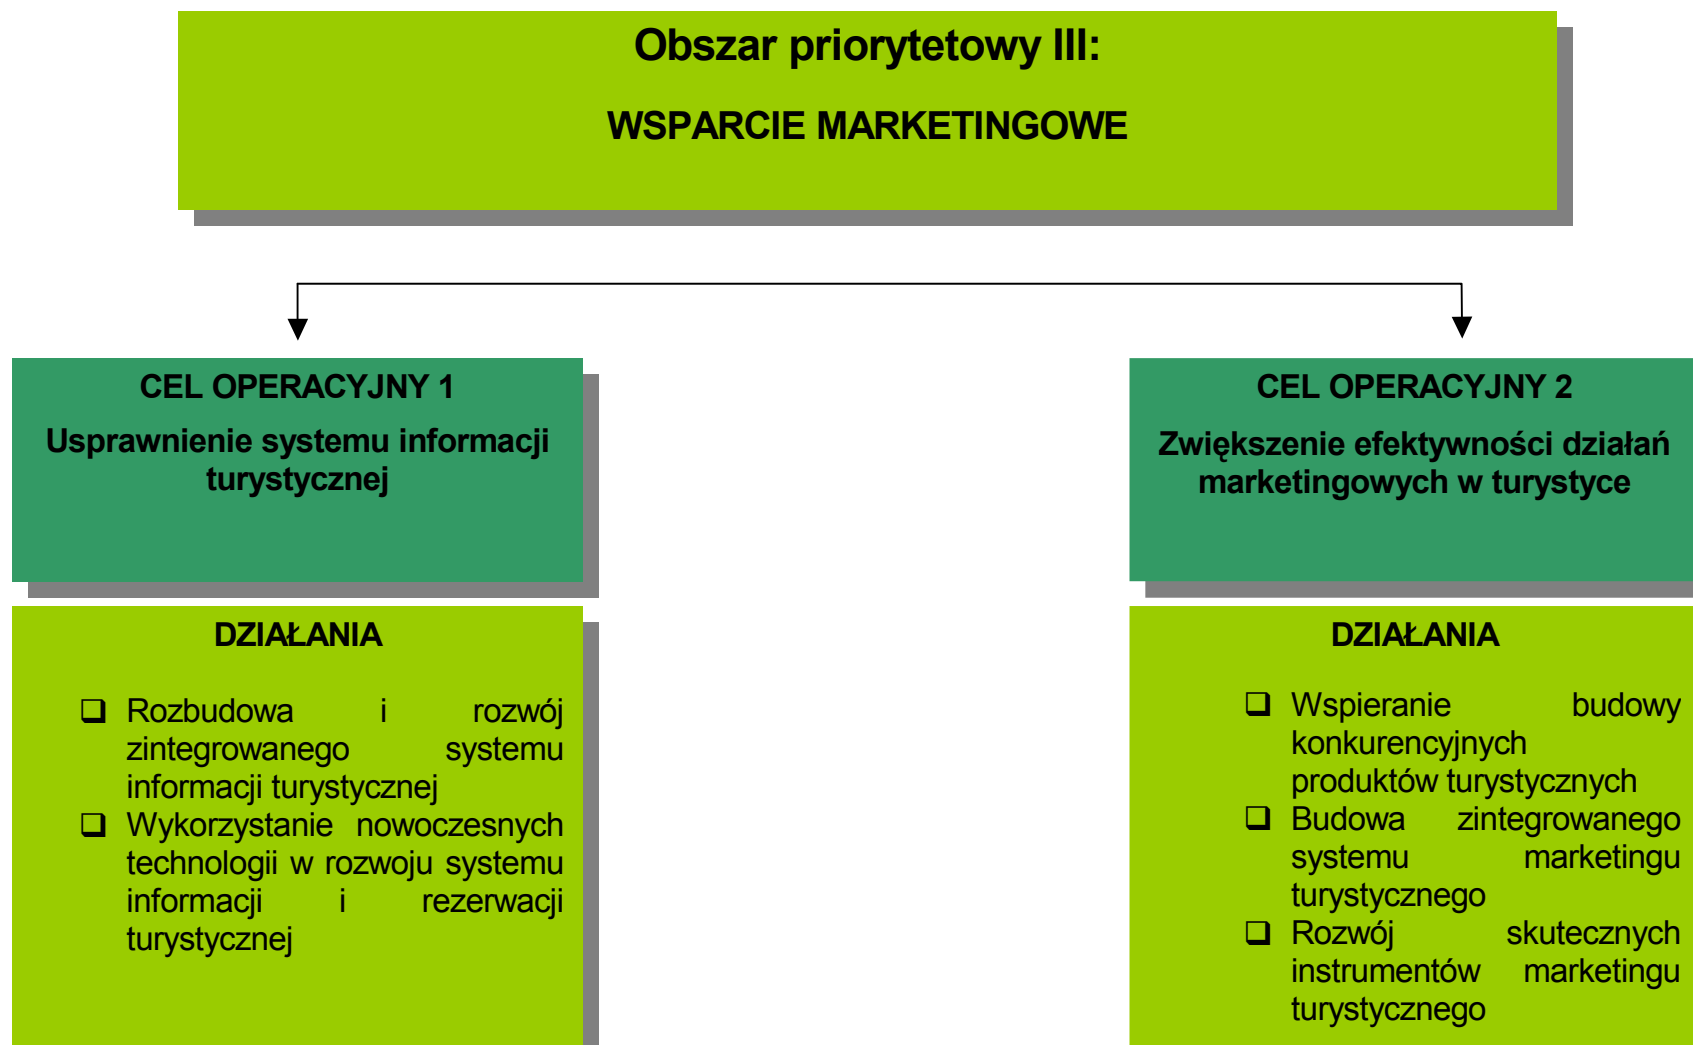 Obszar priorytetowy III:
WSPARCIE MARKETINGOWE
CEL OPERACYJNY 1
Usprawnienie systemu informacji
turystycznej
DZIAŁANIA
❑ Rozbudowa i rozwój
zintegrowanego systemu
informacji turystycznej
❑ Wykorzystanie nowoczesnych
technologii w rozwoju systemu
informacji i rezerwacji
turystycznej
CEL OPERACYJNY 2
Zwiększenie efektywności działań
marketingowych w turystyce
DZIAŁANIA
❑ Wspieranie budowy
konkurencyjnych
produktów turystycznych
❑ Budowa zintegrowanego
systemu marketingu
turystycznego
❑ Rozwój skutecznych
instrumentów marketingu
turystycznego